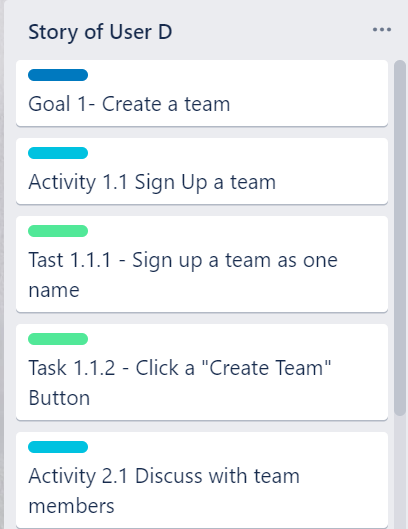 Story of User D
Goal 1- Create a team
Activity 1.1 Sign Up a team
Tast 1.1.1 - Sign up a team as one
name
Task 1.1.2 - Click a "Create Team"
Button
Activity 2.1 Discuss with team
members